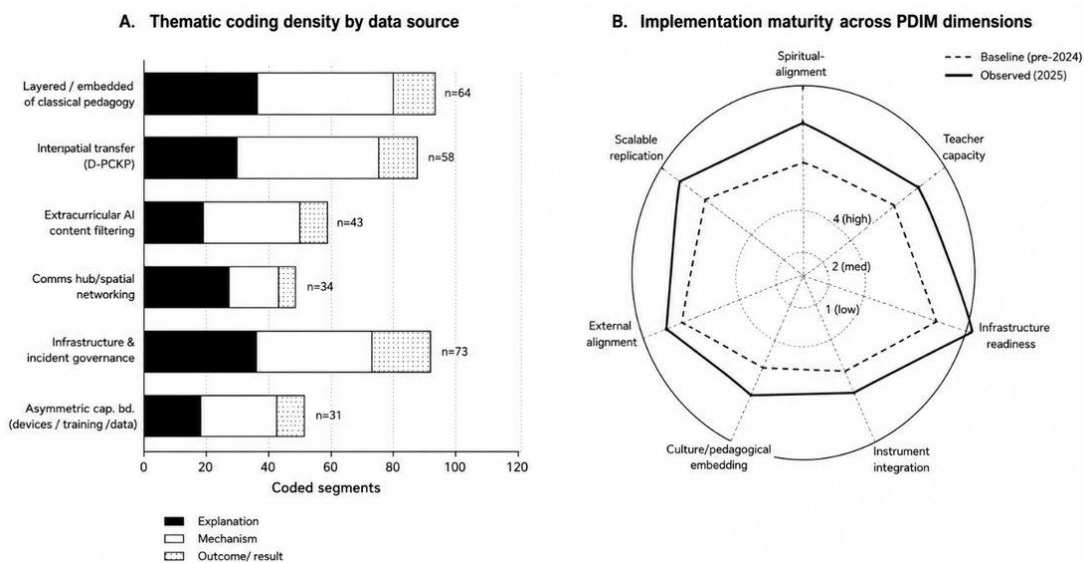 A. Thematic coding density by data source
Layered / embedded
of classical pedagogy
n=64
Interspatial transfer
(D-PCKP)
n=58
Extracurricular AI
content filtering
n=43
Comms hub/spatial
networking
n=34
Infrastructure &
incident governance
n=73
Asymmetric cap. bd.
(devices / training /data)
n=31
0 20 40 60 80 100 120
Coded segments
Explanation
Mechanism
Outcome/ result
B. Implementation maturity across PDIM dimensions
Baseline (pre-2024)
Observed (2025)
Spiritual-
alignment
Teacher
capacity
Infrastructure
readiness
Instrument
integration
Culture/pedagogical
embedding
External
alignment
Scalable
replication
4 (high)
2 (med)
1 (low)